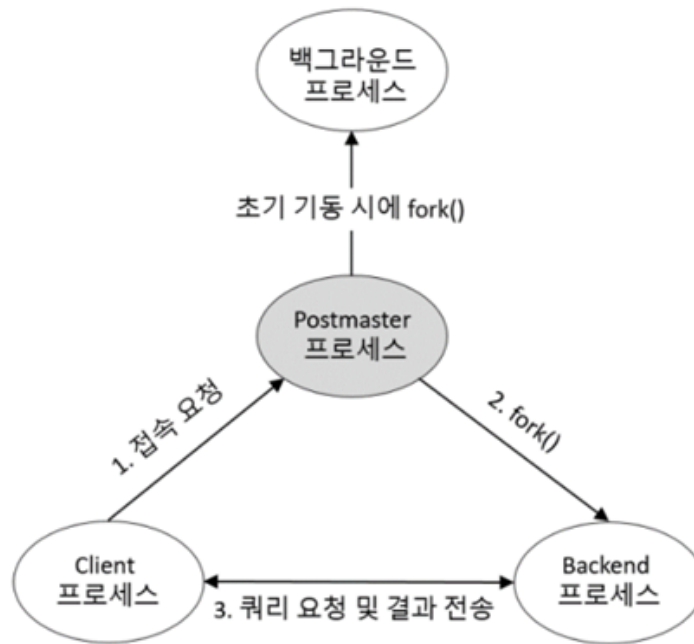 백그라운드
프로세스
초기 기동 시에 fork()
Postmaster
프로세스
1. 접속 요청
2. fork()
Client
프로세스
Backend
프로세스
3. 쿼리 요청 및 결과 전송